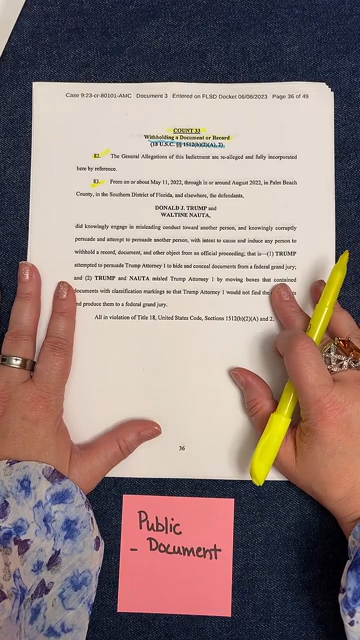 Case 9:23-cr-80101-AMC Document 3 Entered on FLSD Docket 06/08/2023 Page 36 of 49
COUNT 33
Withholding a Document or Record
(18 U.S.C. §§ 1512(b)(2)(A), 2)
82. The General Allegations of this Indictment are re-alleged and fully incorporated
here by reference.
83. From on or about May 11, 2022, through in or around August 2022, in Palm Beach
County, in the Southern District of Florida, and elsewhere, the defendants,
DONALD J. TRUMP and
WALTINE NAUTA,
did knowingly engage in misleading conduct toward another person, and knowingly corruptly
persuade and attempt to persuade another person, with intent to cause and induce any person to
withhold a record, document, and other object from an official proceeding; that is—(1) TRUMP
attempted to persuade Trump Attorney 1 to hide and conceal documents from a federal grand jury;
and (2) TRUMP and NAUTA misled Trump Attorney 1 by moving boxes that contained
documents with classification markings so that Trump Attorney 1 would not find the
and produce them to a federal grand jury.
All in violation of Title 18, United States Code, Sections 1512(b)(2)(A) and 2.
36
Public
- Document